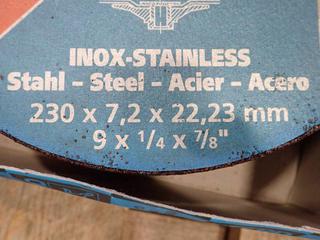 INOX-STAINLESS
Stahl – Steel – Acier – Acero
230 x 7,2 x 22,23 mm
9 x 1/4 x 7/8"